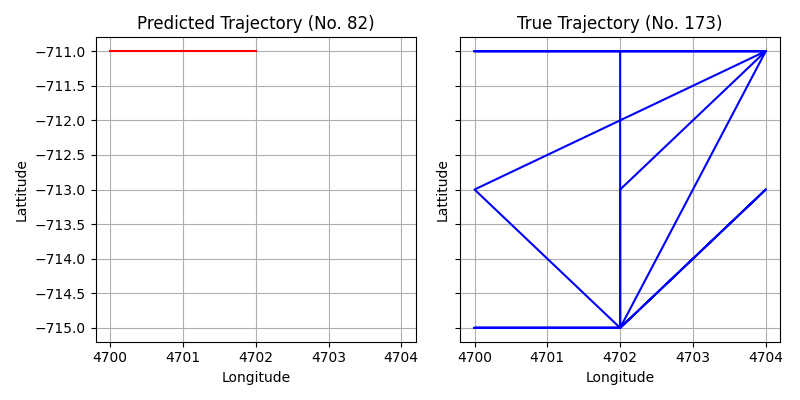 Predicted Trajectory (No. 82)
True Trajectory (No. 173)
−711.0
−711.5
−712.0
−712.5
−713.0
−713.5
−714.0
−714.5
−715.0
Lattitude
Lattitude
4700 4701 4702 4703 4704
4700 4701 4702 4703 4704
Longitude
Longitude